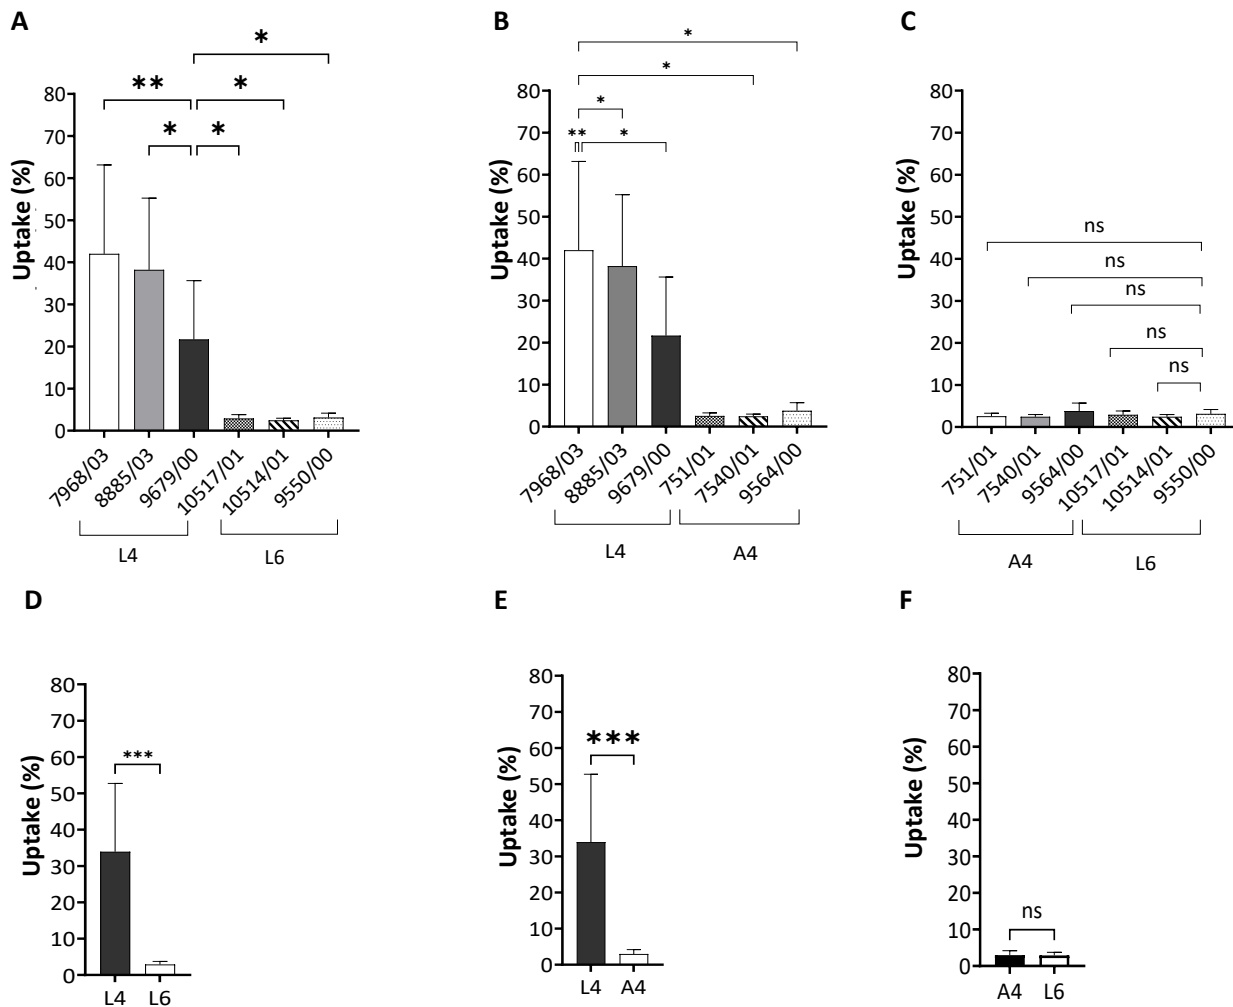 A
B
C
*
**
*
*
*
*
*
*
**
*
ns
ns
ns
ns
ns
Uptake (%)
80
70
60
50
40
30
20
10
0
7968/03
8885/03
9679/00
10517/01
10514/01
9550/00
L4
L6
Uptake (%)
80
70
60
50
40
30
20
10
0
7968/03
8885/03
9679/00
751/01
7540/01
9564/00
L4
A4
Uptake (%)
80
70
60
50
40
30
20
10
0
751/01
7540/01
9564/00
10517/01
10514/01
9550/00
A4
L6
D
E
F
Uptake (%)
80
70
60
50
40
30
20
10
0
***
L4
L6
Uptake (%)
80
70
60
50
40
30
20
10
0
***
L4
A4
Uptake (%)
80
70
60
50
40
30
20
10
0
ns
A4
L6